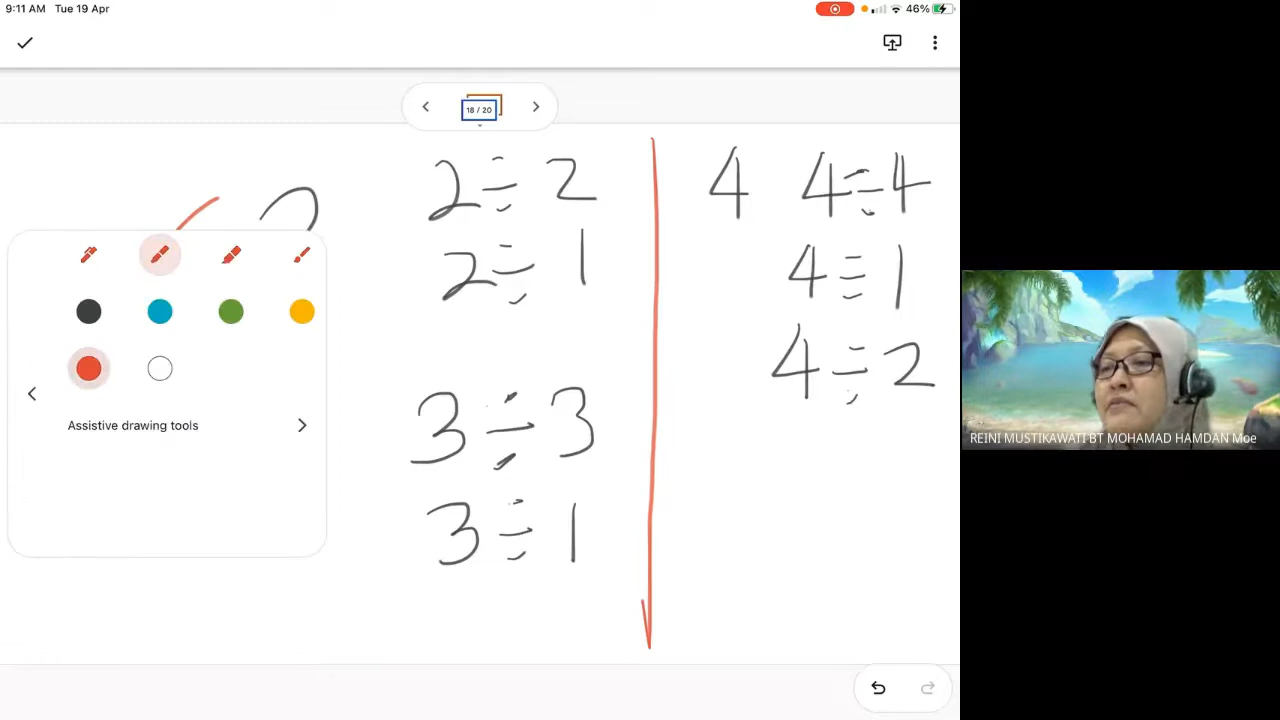 9:11 AM Tue 19 Apr
46%
18 / 20
2
2 ÷ 2
2 ÷ 1
3 ÷ 3
3 ÷ 1
4 4 ÷ 4
4 ÷ 1
4 ÷ 2
Assistive drawing tools
REINI MUSTIKAWATI BT MOHAMAD HAMDAN Moe